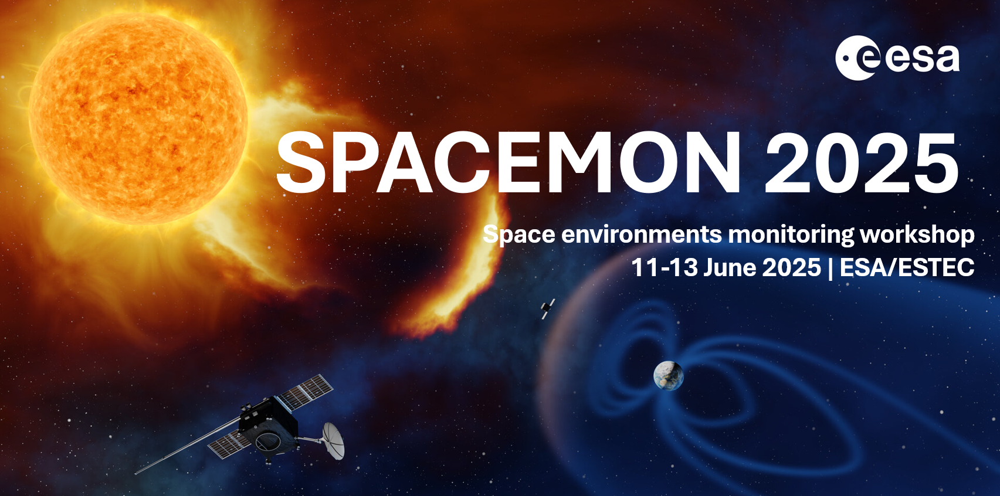 esa
SPACEMON 2025
Space environments monitoring workshop
11-13 June 2025 | ESA/ESTEC